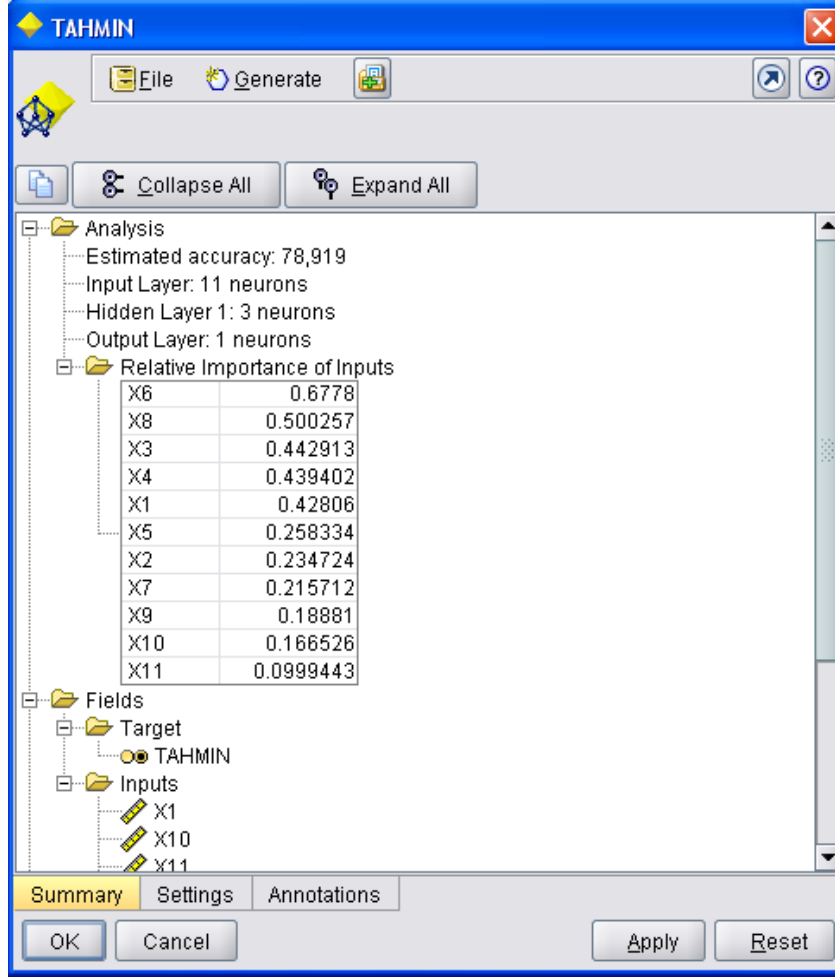 TAHMIN
File Generate
Collapse All Expand All
Analysis
Estimated accuracy: 78,919
Input Layer: 11 neurons
Hidden Layer 1: 3 neurons
Output Layer: 1 neurons
Relative Importance of Inputs
X6 0.6778
X8 0.500257
X3 0.442913
X4 0.439402
X1 0.42806
X5 0.258334
X2 0.234724
X7 0.215712
X9 0.18881
X10 0.166526
X11 0.0999443
Fields
Target
TAHMIN
Inputs
X1
X10
X11
Summary Settings Annotations
OK Cancel Apply Reset